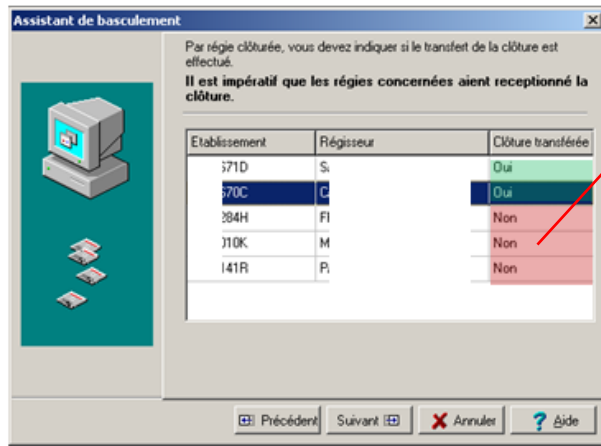 Assistant de basculement
Par régie clôturée, vous devez indiquer si le transfert de la clôture est
effectué.
Il est impératif que les régies concernées aient receptionné la
clôture.
Etablissement Régisseur Clôture transférée
571D S. Oui
570C C Oui
284H Fl Non
010K M Non
141R P. Non
Précédent Suivant Annuler Aide